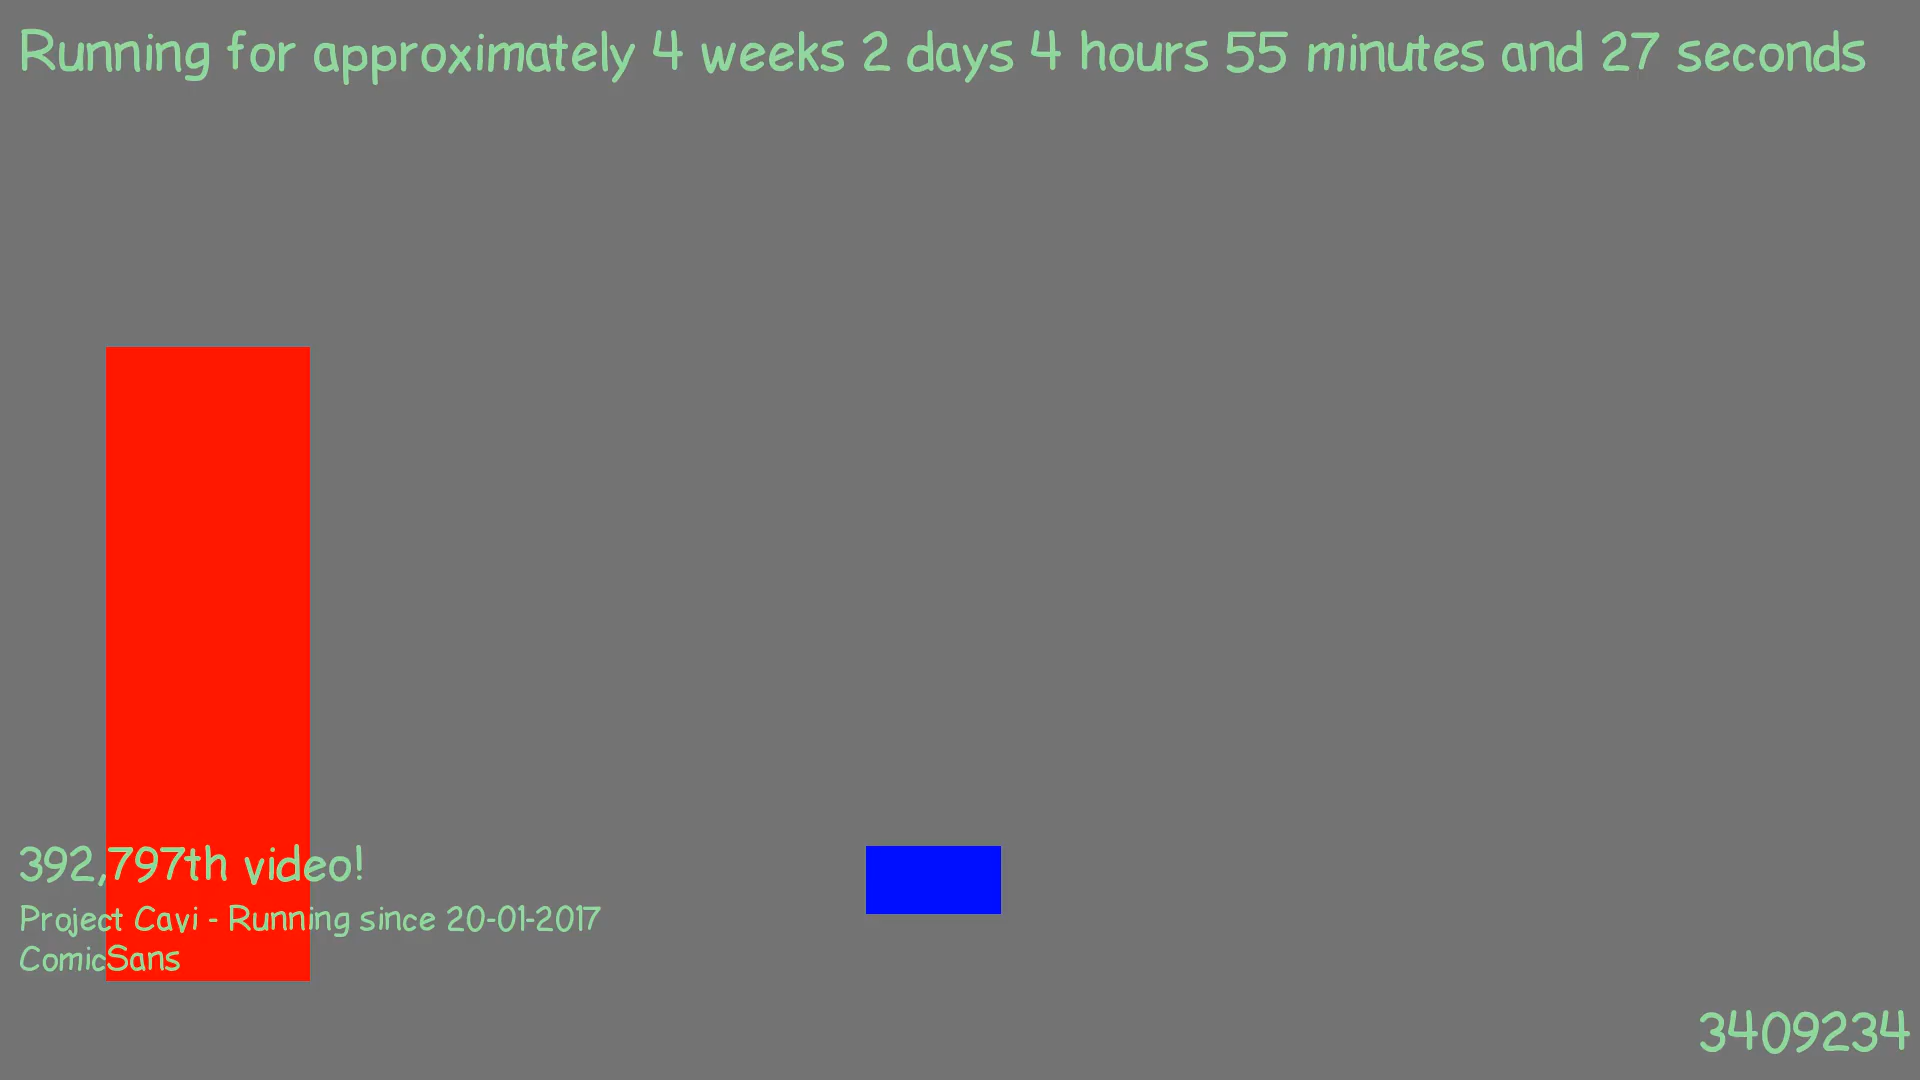 Running for approximately 4 weeks 2 days 4 hours 55 minutes and 27 seconds
392,797th video!
Project Cavi - Running since 20-01-2017
ComicSans
3409234